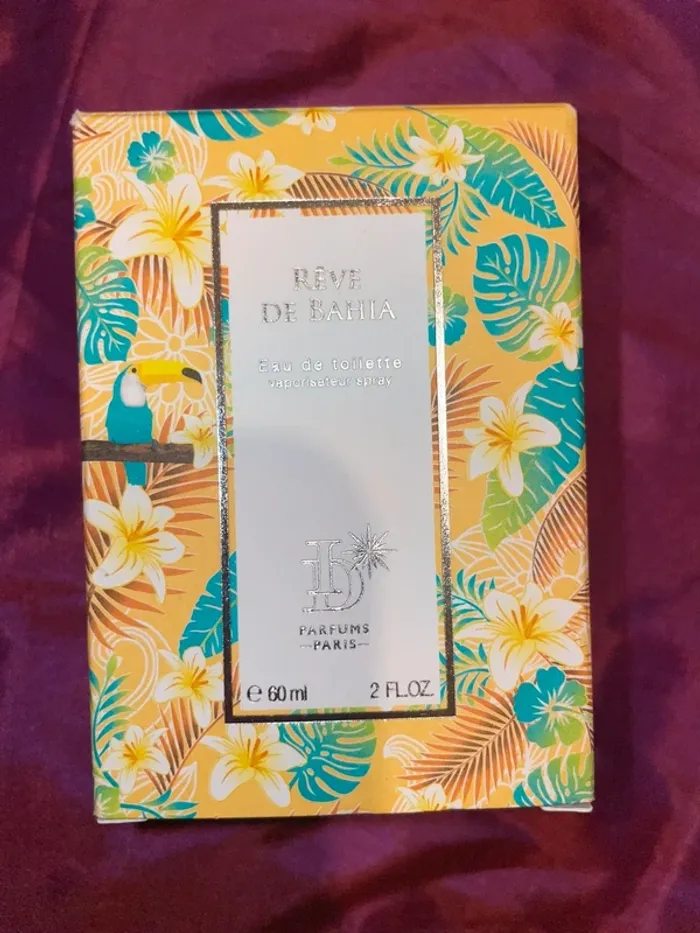 RÊVE
DE BAHIA
Eau de toilette
vaporisateur spray
ID
PARFUMS
—PARIS—
℮ 60 ml 2 FL.OZ.